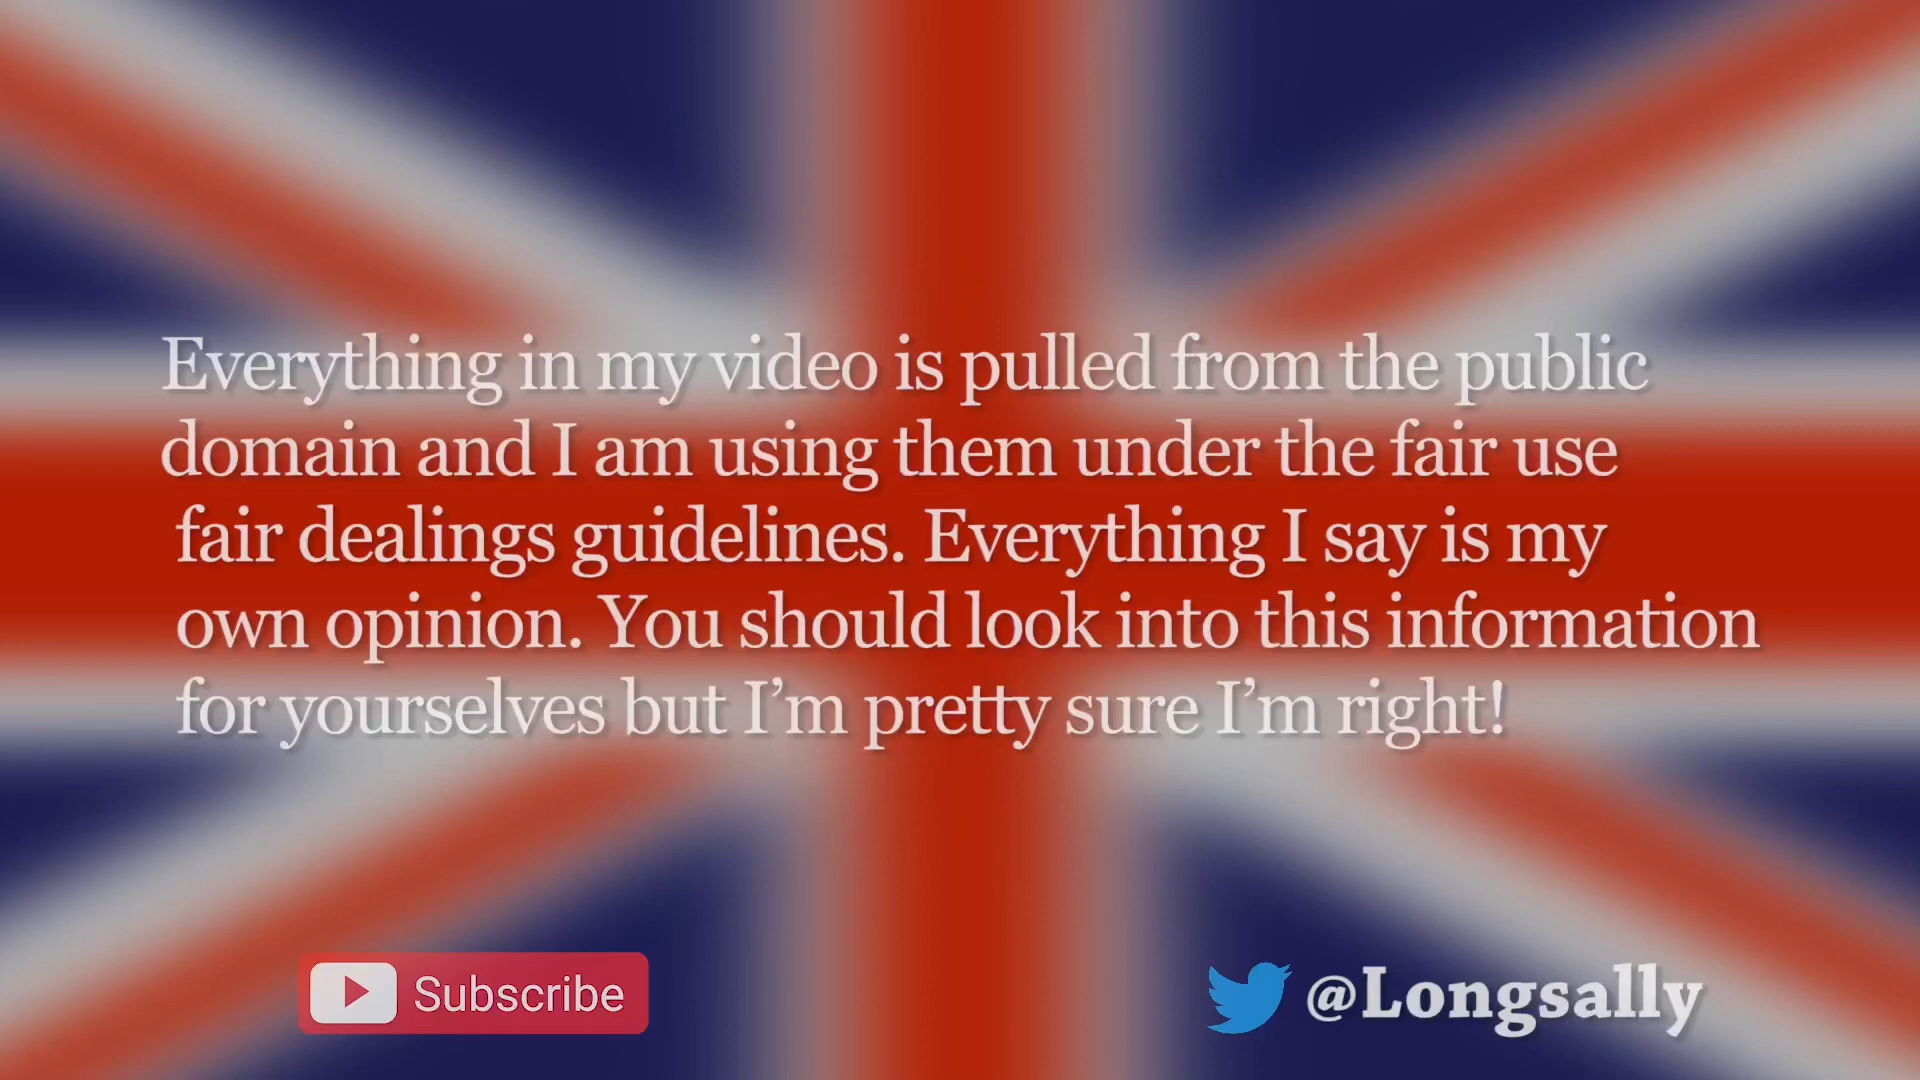 Everything in my video is pulled from the public
domain and I am using them under the fair use
fair dealings guidelines. Everything I say is my
own opinion. You should look into this information
for yourselves but I’m pretty sure I’m right!
Subscribe
@Longsally